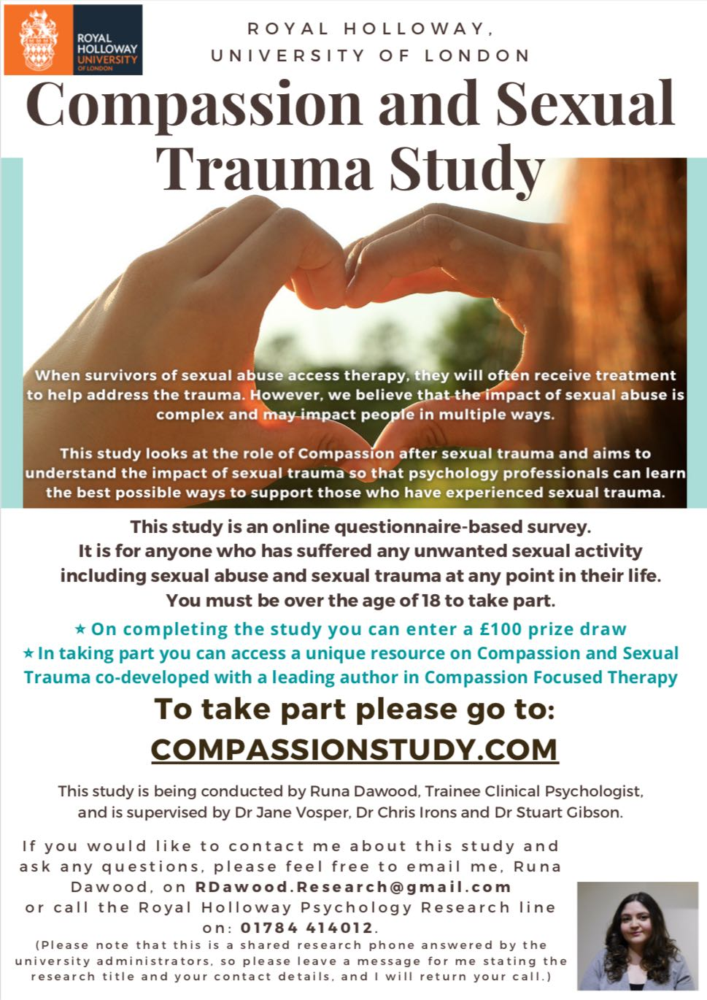 ROYAL
HOLLOWAY
UNIVERSITY
OF LONDON
ROYAL HOLLOWAY,
UNIVERSITY OF LONDON
Compassion and Sexual
Trauma Study
When survivors of sexual abuse access therapy, they will often receive treatment
to help address the trauma. However, we believe that the impact of sexual abuse is
complex and may impact people in multiple ways.
This study looks at the role of Compassion after sexual trauma and aims to
understand the impact of sexual trauma so that psychology professionals can learn
the best possible ways to support those who have experienced sexual trauma.
This study is an online questionnaire-based survey.
It is for anyone who has suffered any unwanted sexual activity
including sexual abuse and sexual trauma at any point in their life.
You must be over the age of 18 to take part.
★ On completing the study you can enter a £100 prize draw
★ In taking part you can access a unique resource on Compassion and Sexual
Trauma co-developed with a leading author in Compassion Focused Therapy
To take part please go to:
COMPASSIONSTUDY.COM
This study is being conducted by Runa Dawood, Trainee Clinical Psychologist,
and is supervised by Dr Jane Vosper, Dr Chris Irons and Dr Stuart Gibson.
If you would like to contact me about this study and
ask any questions, please feel free to email me, Runa
Dawood, on RDawood.Research@gmail.com
or call the Royal Holloway Psychology Research line
on: 01784 414012.
(Please note that this is a shared research phone answered by the
university administrators, so please leave a message for me stating the
research title and your contact details, and I will return your call.)